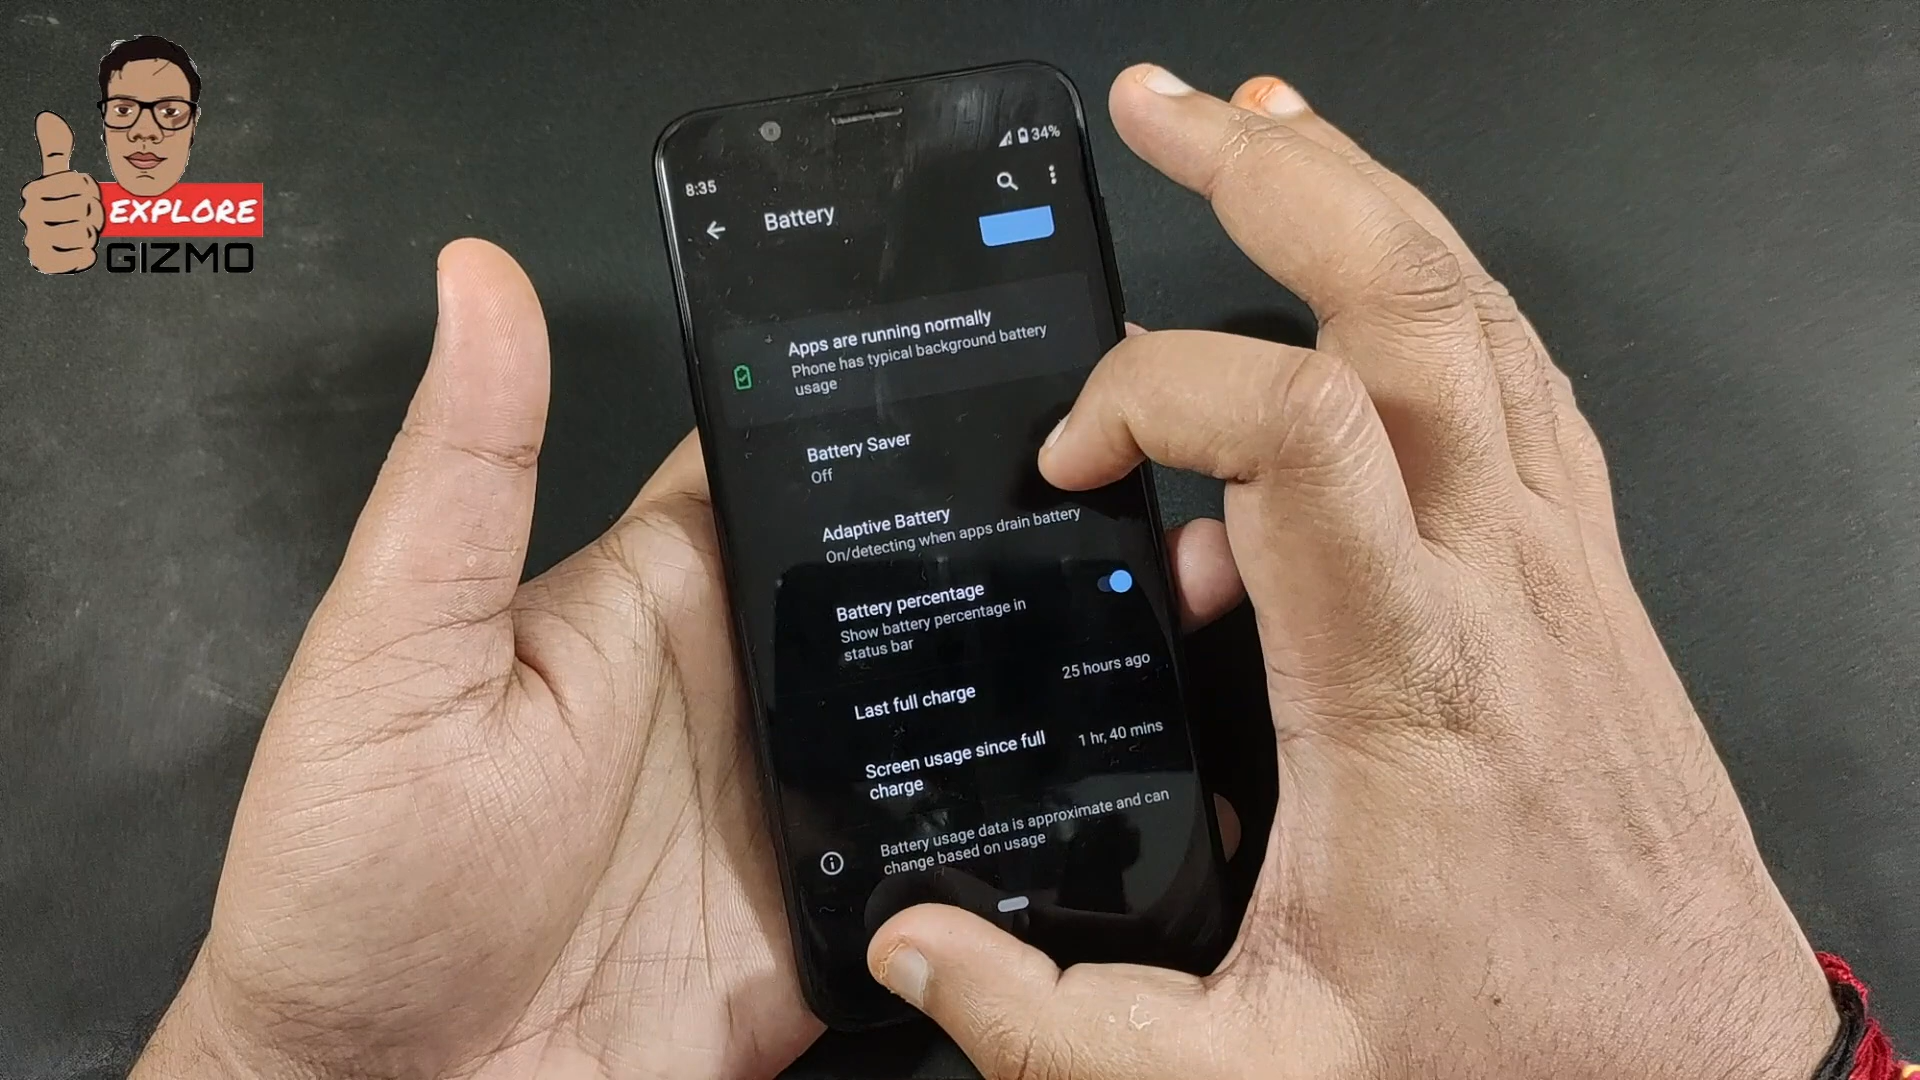 EXPLORE
GIZMO
34%
8:35
Battery
Apps are running normally
Phone has typical background battery
usage
Battery Saver
Off
Adaptive Battery
On/detecting when apps drain battery
Battery percentage
Show battery percentage in
status bar
Last full charge
25 hours ago
Screen usage since full
charge
1 hr, 40 mins
Battery usage data is approximate and can
change based on usage